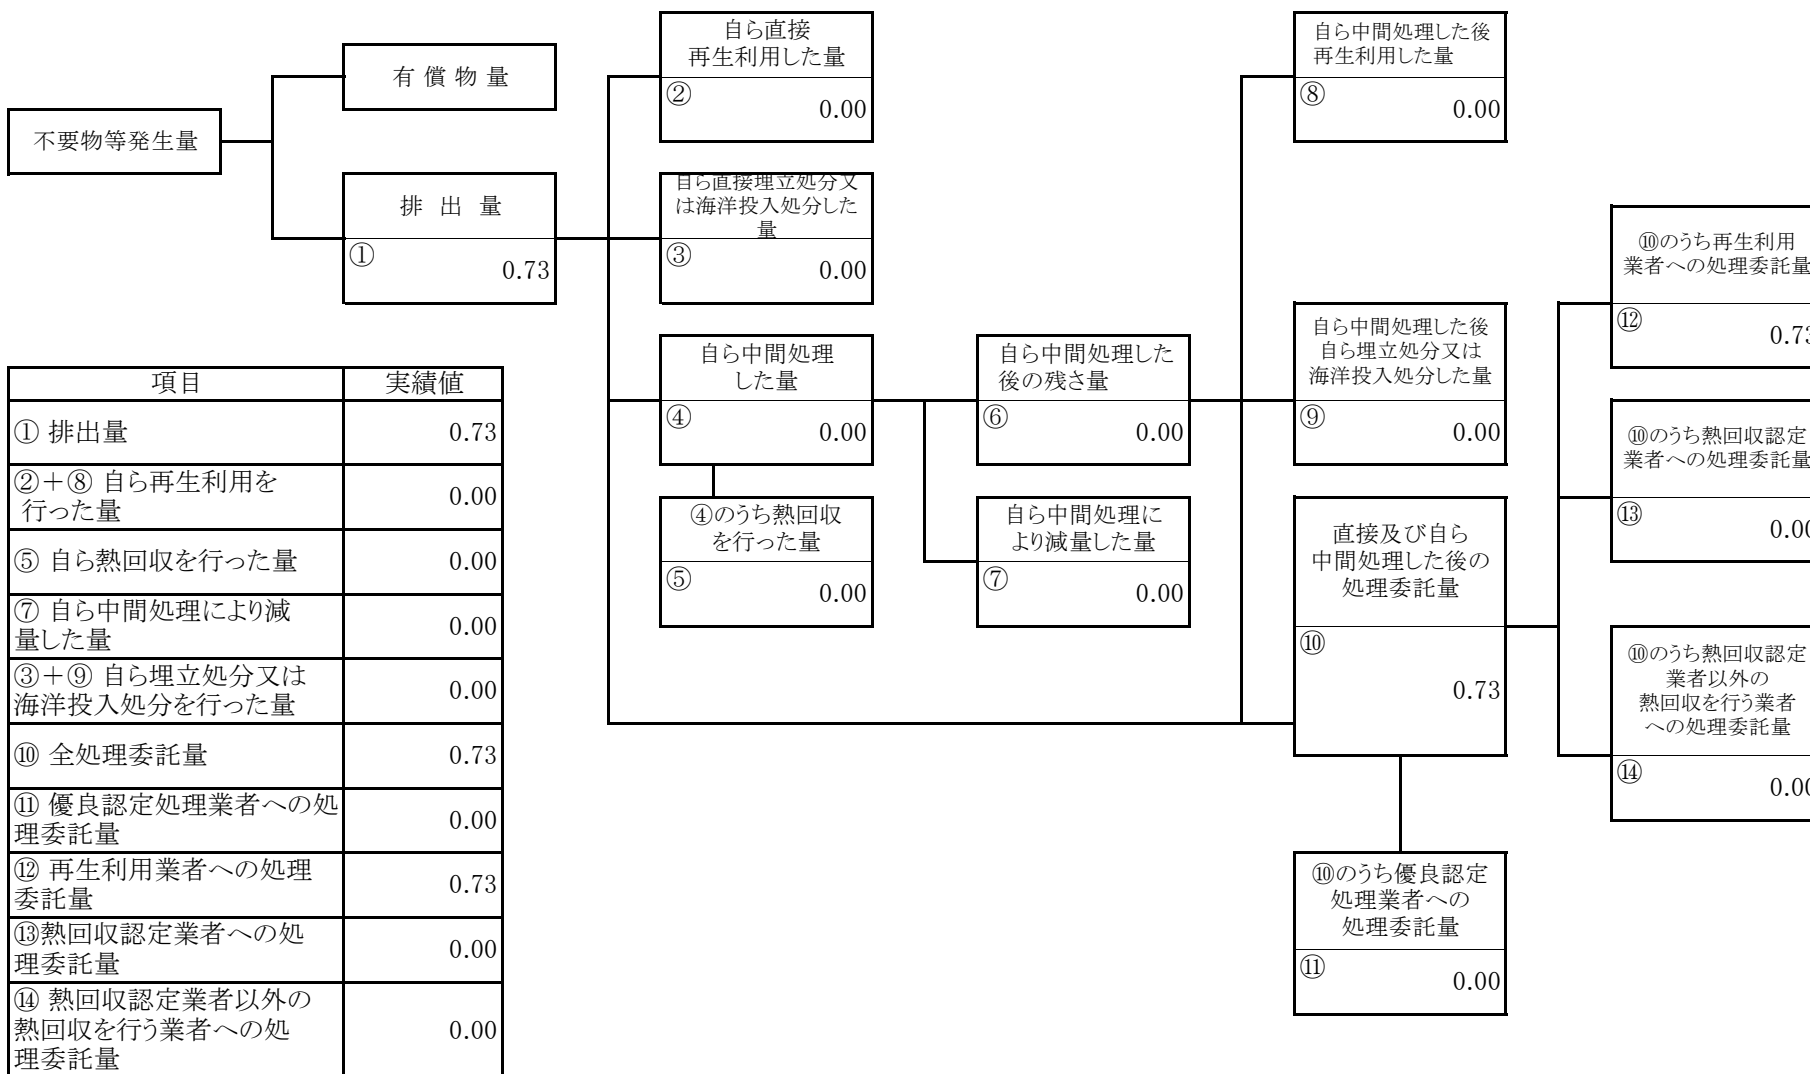 不要物等発生量
有 償 物 量
排 出 量
①
0.73
自ら直接
再生利用した量
②
0.00
自ら直接埋立処分又
は海洋投入処分した
量
③
0.00
自ら中間処理
した量
④
0.00
④のうち熱回収
を行った量
⑤
0.00
自ら中間処理した
後の残さ量
⑥
0.00
自ら中間処理に
より減量した量
⑦
0.00
自ら中間処理した後
再生利用した量
⑧
0.00
自ら中間処理した後
自ら埋立処分又は
海洋投入処分した量
⑨
0.00
直接及び自ら
中間処理した後の
処理委託量
⑩
0.73
⑩のうち優良認定
処理業者への
処理委託量
⑪
0.00
⑩のうち再生利用
業者への処理委託量
⑫
0.73
⑩のうち熱回収認定
業者への処理委託量
⑬
0.00
⑩のうち熱回収認定
業者以外の
熱回収を行う業者
への処理委託量
⑭
0.00
項目 実績値
① 排出量 0.73
②＋⑧ 自ら再生利用を
行った量 0.00
⑤ 自ら熱回収を行った量 0.00
⑦ 自ら中間処理により減
量した量 0.00
③＋⑨ 自ら埋立処分又は
海洋投入処分を行った量 0.00
⑩ 全処理委託量 0.73
⑪ 優良認定処理業者への処
理委託量 0.00
⑫ 再生利用業者への処理
委託量 0.73
⑬熱回収認定業者への処
理委託量 0.00
⑭ 熱回収認定業者以外の
熱回収を行う業者への処
理委託量 0.00